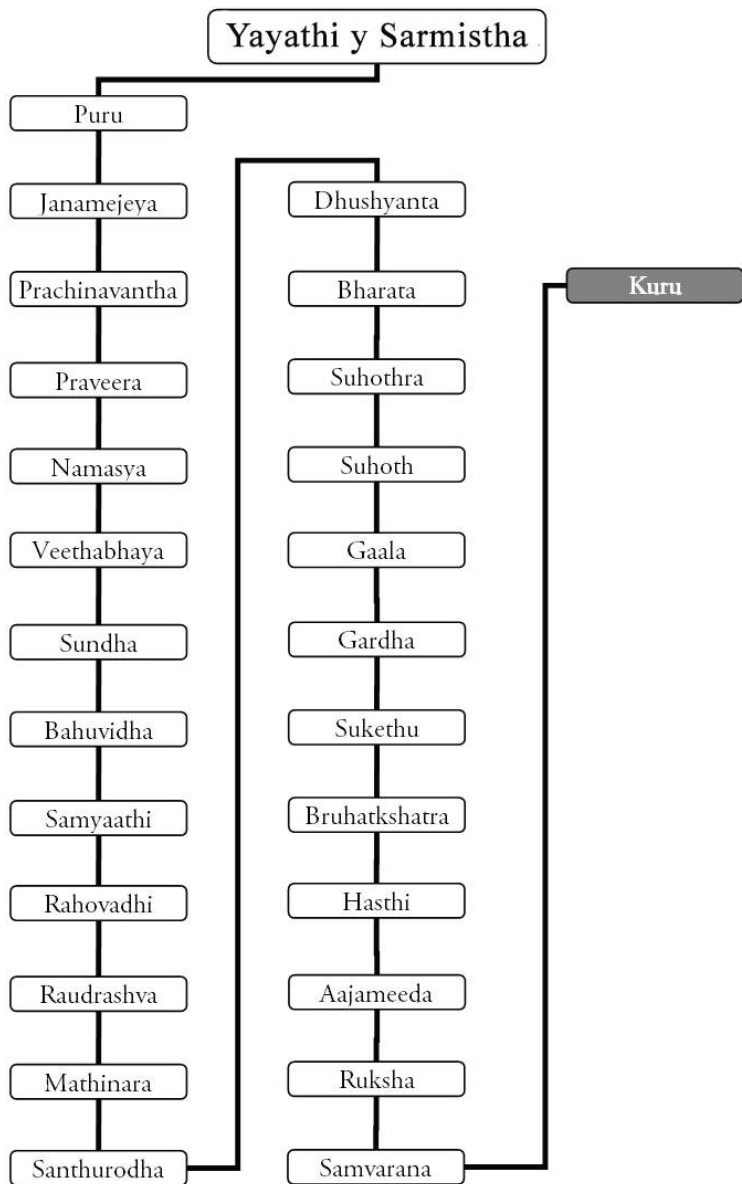 Yayathi y Sarmistha
Puru
Janamejeya
Prachinavantha
Praveera
Namasya
Veethabhaya
Sundha
Bahuvidha
Samyaathi
Rahovadhi
Raudrashva
Mathinara
Santhurodha
Dhushyanta
Bharata
Suhothra
Suhoth
Gaala
Gardha
Sukethu
Bruhatkshatra
Hasthi
Aajameeda
Ruksha
Samvarana
Kuru